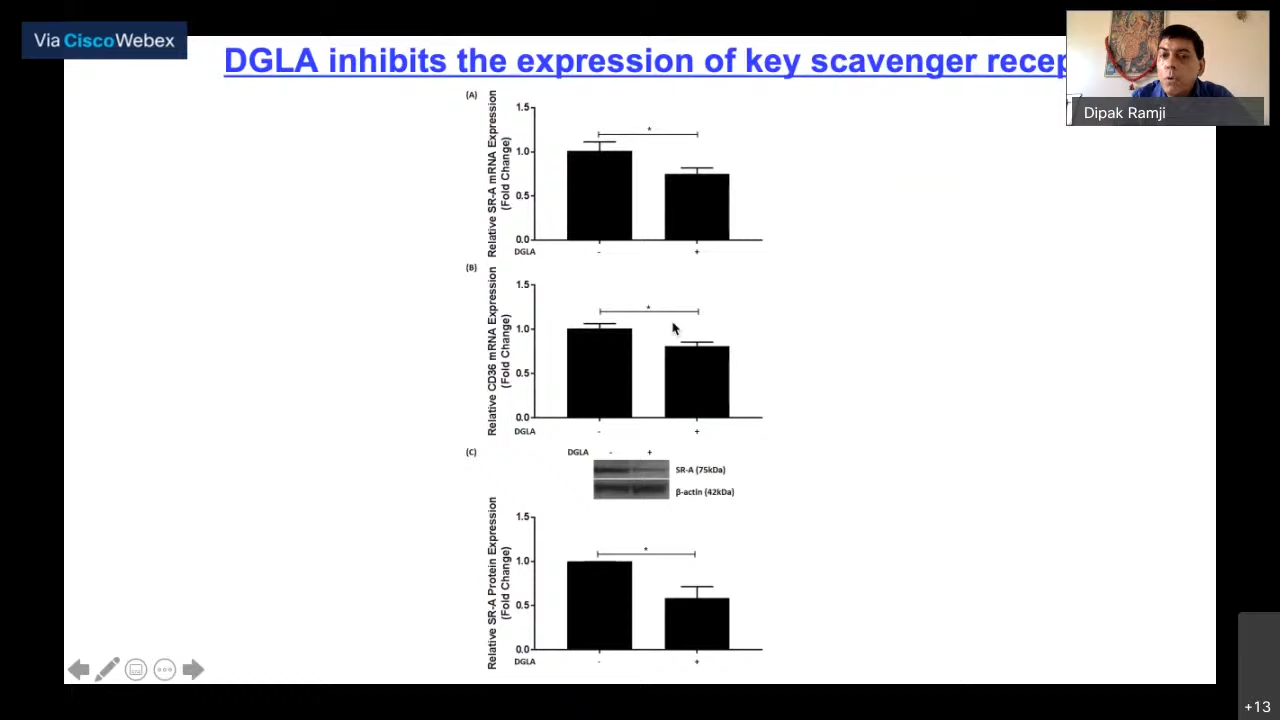 Via CiscoWebex
DGLA inhibits the expression of key scavenger
Dipak Ramji
(A)
Relative SR-A mRNA Expression
(Fold Change)
1.5
1.0
0.5
0.0
*
DGLA - +
(B)
Relative CD36 mRNA Expression
(Fold Change)
1.5
1.0
0.5
0.0
*
DGLA - +
(C)
DGLA - +
SR-A (75kDa)
β-actin (42kDa)
Relative SR-A Protein Expression
(Fold Change)
1.5
1.0
0.5
0.0
*
DGLA - +
+13